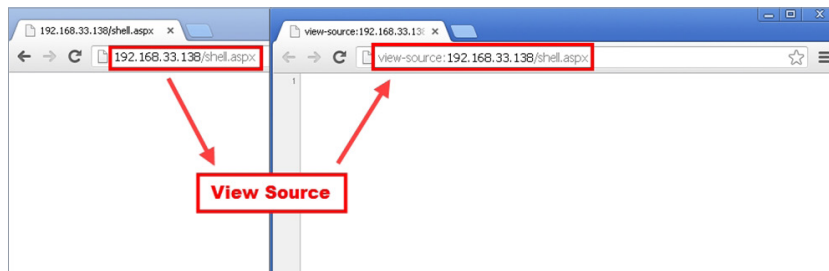 192.168.33.138/shell.aspx
view-source:192.168.33.13
192.168.33.138/shell.aspx
view-source:192.168.33.138/shell.aspx
1
View Source